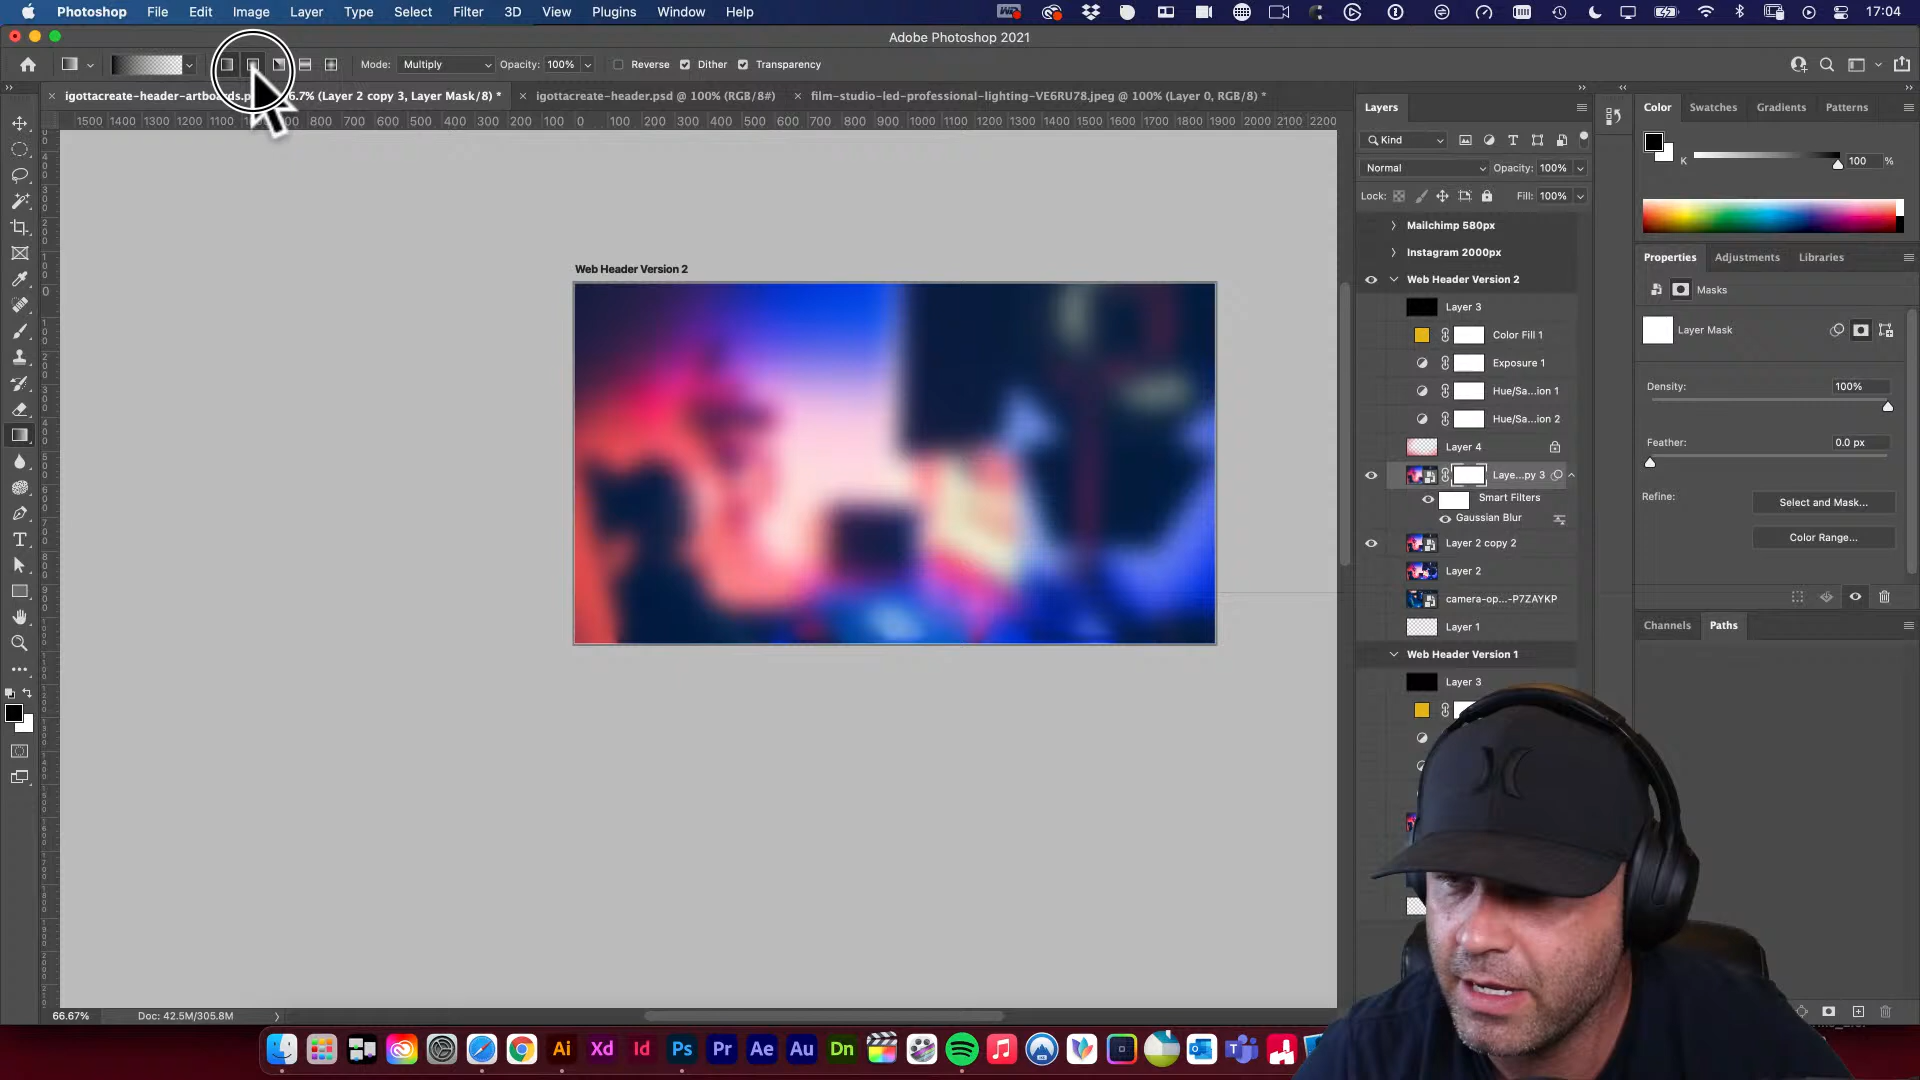 Photoshop File Edit Image Layer Type Select Filter 3D View Plugins Window Help 17:04
Adobe Photoshop 2021
Mode: Multiply Opacity: 100% Reverse Dither Transparency
igottacreate-header-artboards.p 6.7% (Layer 2 copy 3, Layer Mask/8) * igottacreate-header.psd @ 100% (RGB/8#) film-studio-led-professional-lighting-VE6RU78.jpeg @ 100% (Layer 0, RGB/8) *
1500 1400 1300 1200 1100 800 700 600 500 400 300 200 100 0 100 200 300 400 500 600 700 800 900 1000 1100 1200 1300 1400 1500 1600 1700 1800 1900 2000 2100 2200
Web Header Version 2
Layers
Kind
Normal Opacity: 100%
Lock: Fill: 100%
Mailchimp 580px
Instagram 2000px
Web Header Version 2
Layer 3
Color Fill 1
Exposure 1
Hue/Sa...ion 1
Hue/Sa...ion 2
Layer 4
Laye...py 3
Smart Filters
Gaussian Blur
Layer 2 copy 2
Layer 2
camera-op...-P7ZAYKP
Layer 1
Web Header Version 1
Layer 3
Color Swatches Gradients Patterns
K 100 %
Properties Adjustments Libraries
Masks
Layer Mask
Density: 100%
Feather: 0.0 px
Refine: Select and Mask...
Color Range...
Channels Paths
66.67% Doc: 42.5M/305.8M
Ai Xd Id Ps Pr Ae Au Dn